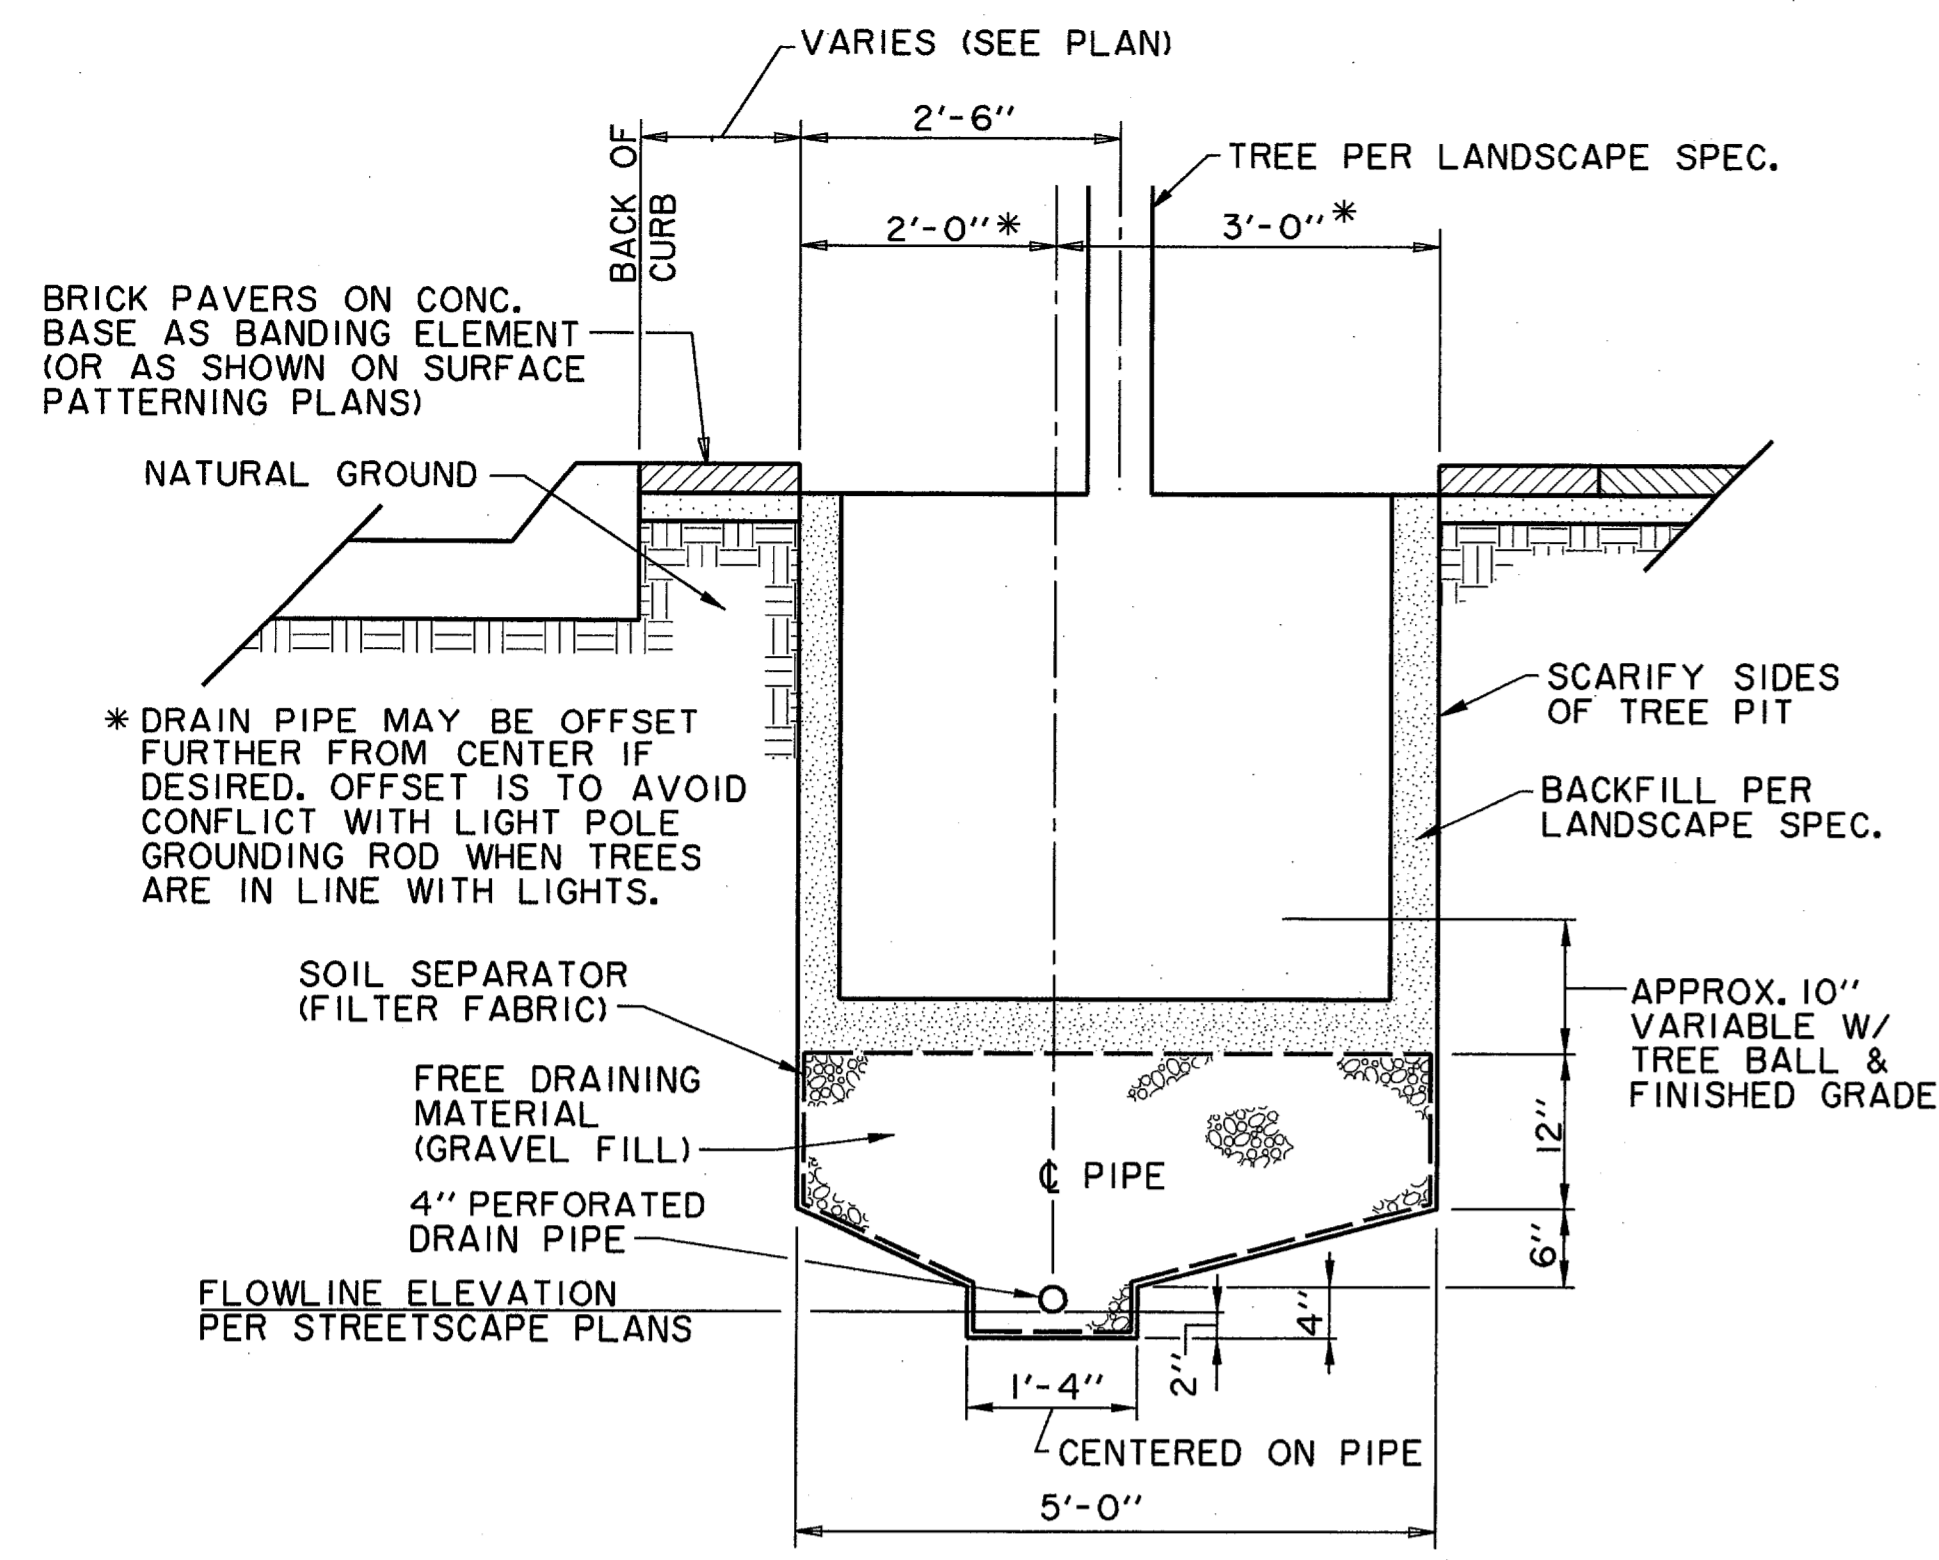 VARIES (SEE PLAN)
2'-6"
BACK OF
CURB
TREE PER LANDSCAPE SPEC.
2'-0"*
3'-0"*
BRICK PAVERS ON CONC.
BASE AS BANDING ELEMENT
(OR AS SHOWN ON SURFACE
PATTERNING PLANS)
NATURAL GROUND
SCARIFY SIDES
OF TREE PIT
* DRAIN PIPE MAY BE OFFSET
FURTHER FROM CENTER IF
DESIRED. OFFSET IS TO AVOID
CONFLICT WITH LIGHT POLE
GROUNDING ROD WHEN TREES
ARE IN LINE WITH LIGHTS.
BACKFILL PER
LANDSCAPE SPEC.
SOIL SEPARATOR
(FILTER FABRIC)
APPROX. 10"
VARIABLE W/
TREE BALL &
FINISHED GRADE
FREE DRAINING
MATERIAL
(GRAVEL FILL)
12"
℄ PIPE
4" PERFORATED
DRAIN PIPE
6"
FLOWLINE ELEVATION
PER STREETSCAPE PLANS
4"
2"
1'-4"
CENTERED ON PIPE
5'-0"